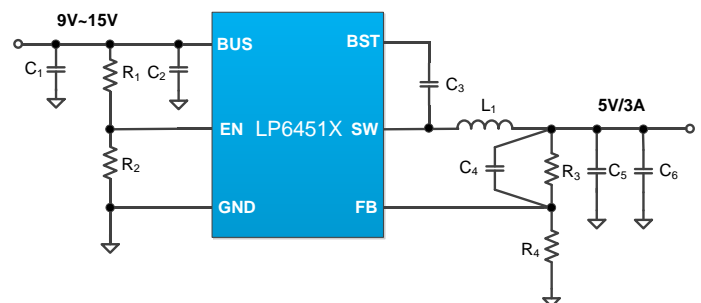 9V~15V
BUS
BST
C1
R1
C2
C3
L1
5V/3A
EN
LP6451X
SW
R2
C4
R3
C5
C6
GND
FB
R4